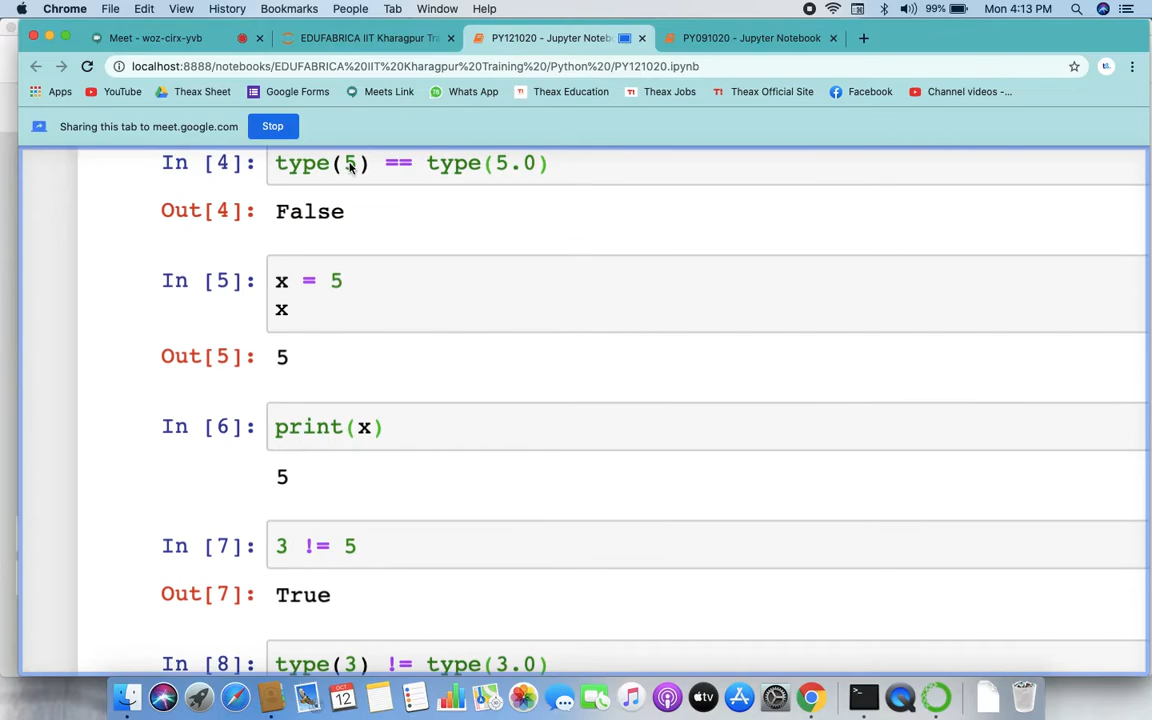 Chrome File Edit View History Bookmarks People Tab Window Help 99% Mon 4:13 PM
Meet - woz-cirx-yvb EDUFABRICA IIT Kharagpur Tra PY121020 - Jupyter Noteb PY091020 - Jupyter Notebook
localhost:8888/notebooks/EDUFABRICA%20IIT%20Kharagpur%20Training%20/Python%20/PY121020.ipynb
Apps YouTube Theax Sheet Google Forms Meets Link Whats App Theax Education Theax Jobs Theax Official Site Facebook Channel videos -...
Sharing this tab to meet.google.com Stop
In [4]: type(5) == type(5.0)
Out[4]: False
In [5]: x = 5
x
Out[5]: 5
In [6]: print(x)
5
In [7]: 3 != 5
Out[7]: True
In [8]: type(3) != type(3.0)
OCT
12
tv